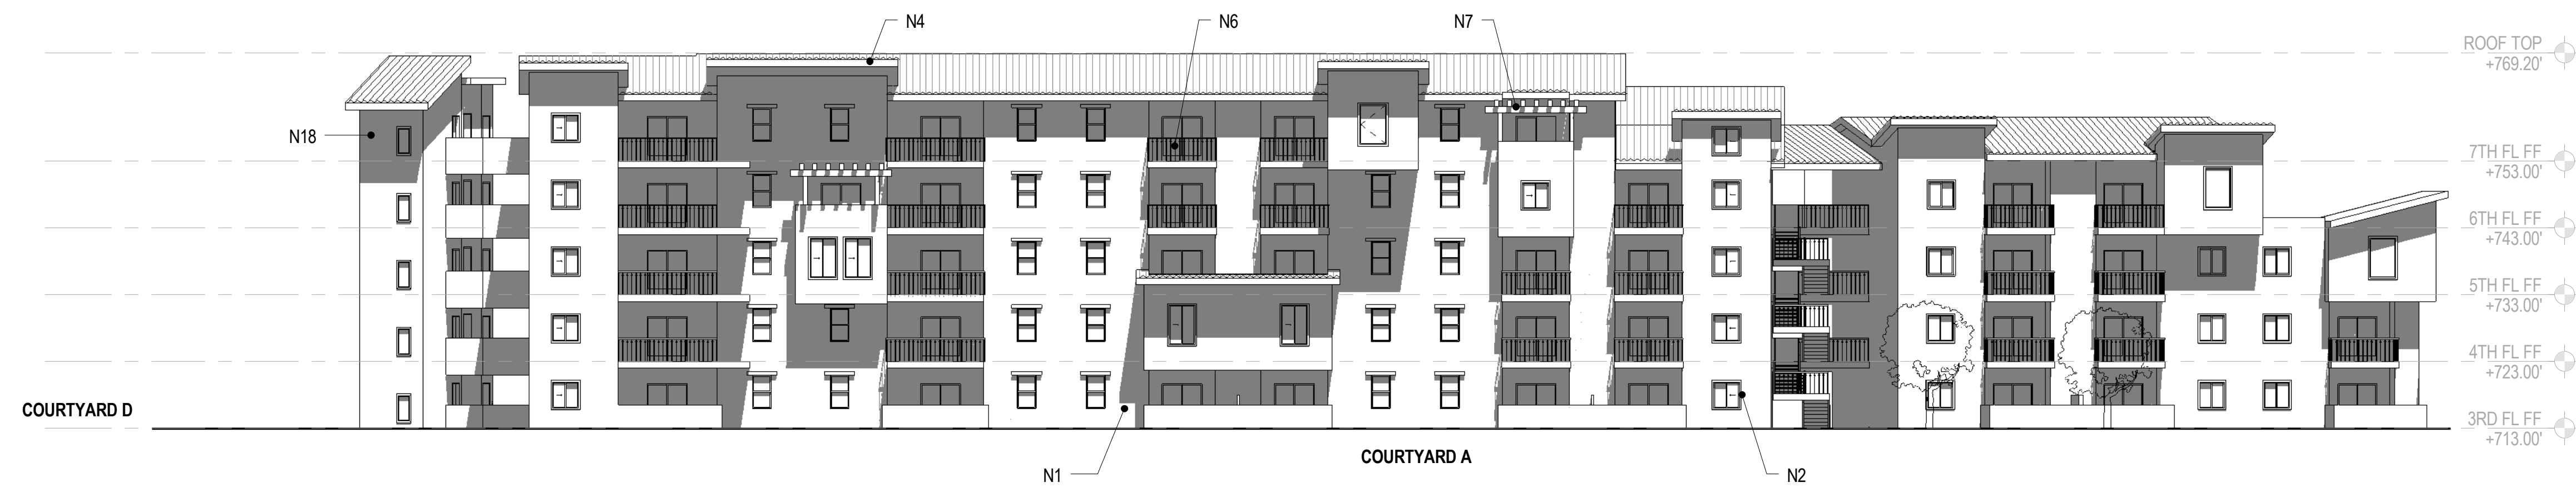 N4
N6
N7
ROOF TOP
+769.20'
N18
7TH FL FF
+753.00'
6TH FL FF
+743.00'
5TH FL FF
+733.00'
4TH FL FF
+723.00'
COURTYARD D
3RD FL FF
+713.00'
COURTYARD A
N1
N2